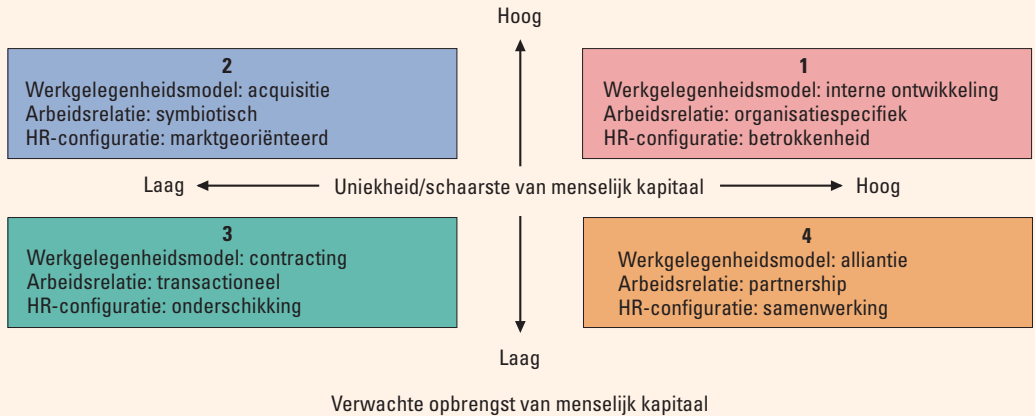 Hoog
2
Werkgelegenheidsmodel: acquisitie
Arbeidsrelatie: symbiotisch
HR-configuratie: marktgeoriënteerd
1
Werkgelegenheidsmodel: interne ontwikkeling
Arbeidsrelatie: organisatiespecifiek
HR-configuratie: betrokkenheid
Laag
Uniekheid/schaarste van menselijk kapitaal
Hoog
3
Werkgelegenheidsmodel: contracting
Arbeidsrelatie: transactioneel
HR-configuratie: onderschikking
4
Werkgelegenheidsmodel: alliantie
Arbeidsrelatie: partnership
HR-configuratie: samenwerking
Laag
Verwachte opbrengst van menselijk kapitaal